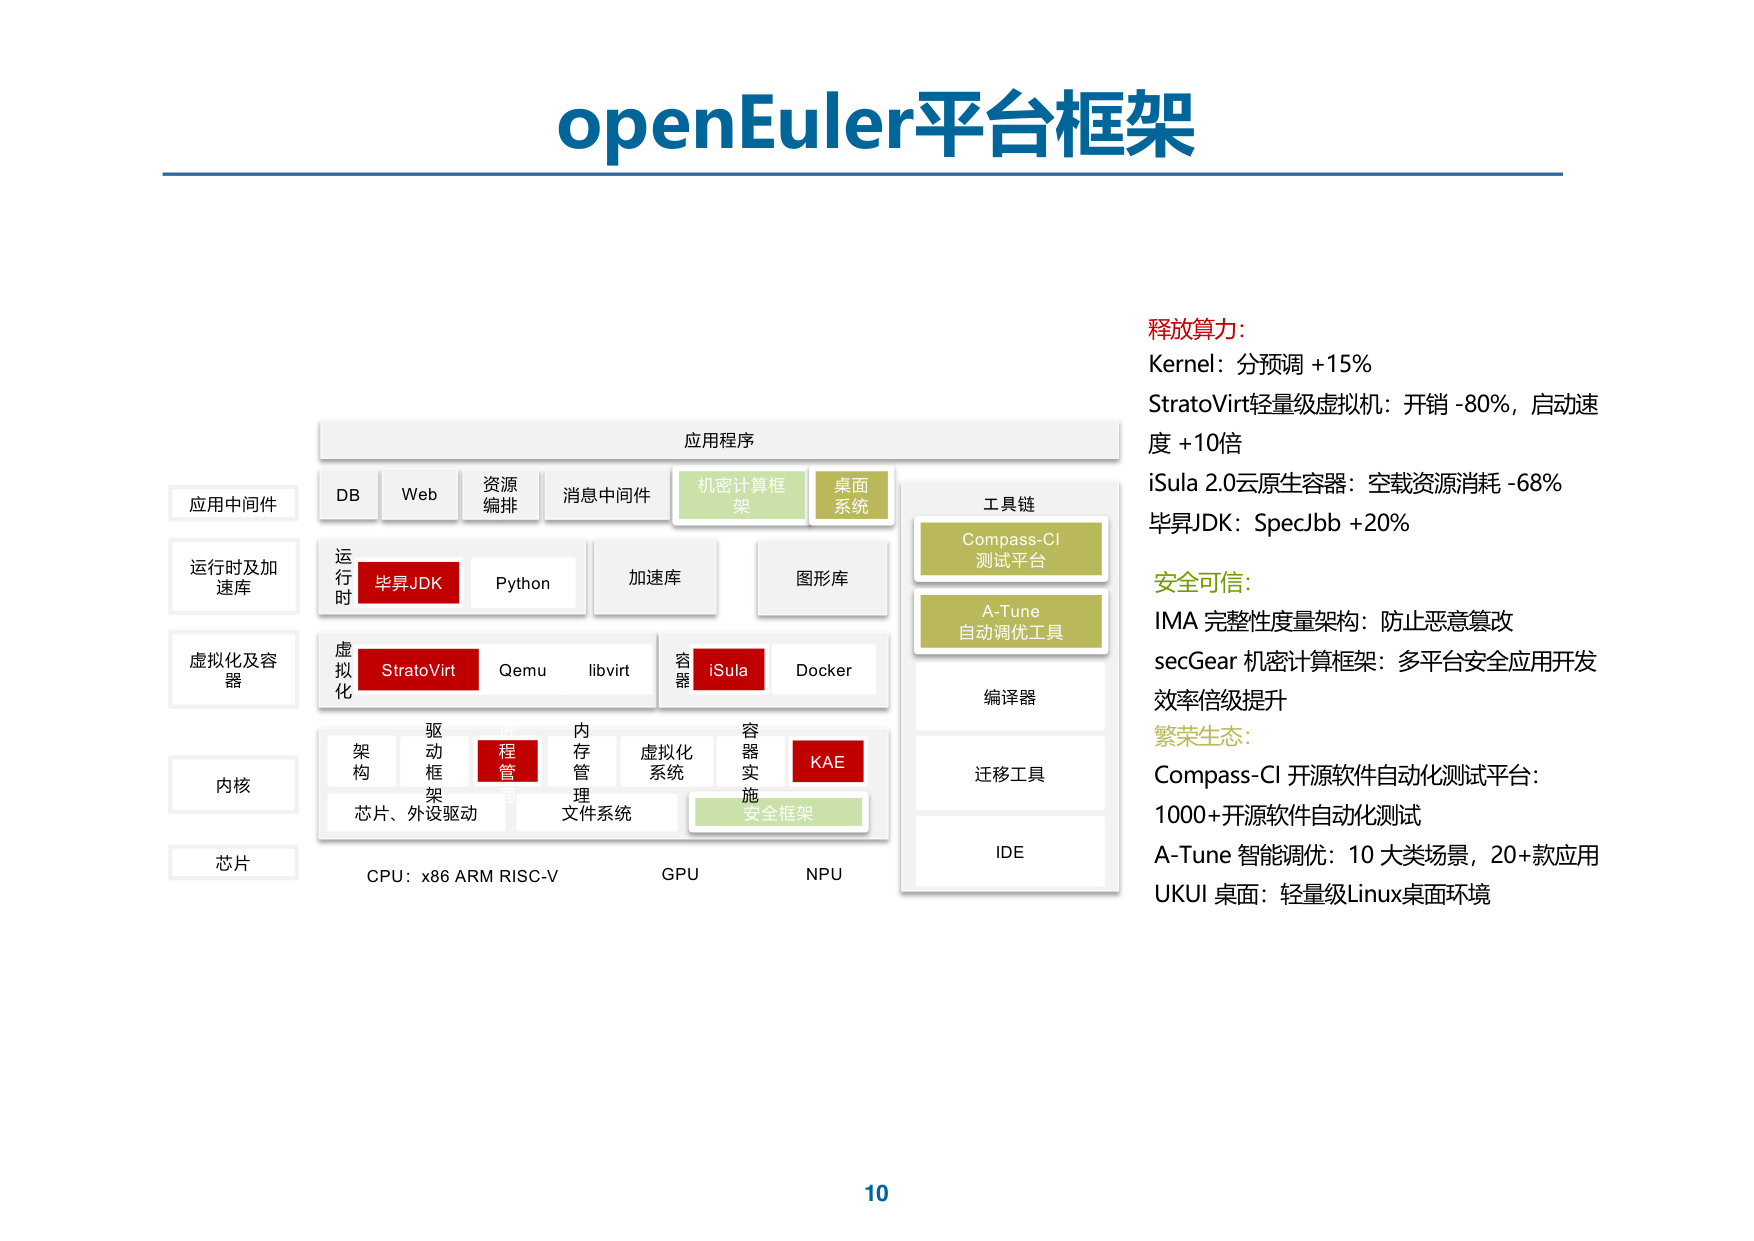 openEuler平台框架
应用程序
应用中间件
DB
Web
资源
编排
消息中间件
机密计算框
架
桌面
系统
运行时及加
速库
运
行
时
毕昇JDK
Python
加速库
图形库
虚拟化及容
器
虚
拟
化
StratoVirt
Qemu
libvirt
容
器
iSula
Docker
内核
架
构
驱
动
框
架
进
程
管
理
内
存
管
理
虚拟化
系统
容
器
实
施
KAE
芯片、外设驱动
文件系统
安全框架
芯片
CPU：x86 ARM RISC-V
GPU
NPU
工具链
Compass-CI
测试平台
A-Tune
自动调优工具
编译器
迁移工具
IDE
释放算力：
Kernel：分预调 +15%
StratoVirt轻量级虚拟机：开销 -80%，启动速
度 +10倍
iSula 2.0云原生容器：空载资源消耗 -68%
毕昇JDK：SpecJbb +20%
安全可信：
IMA 完整性度量架构：防止恶意篡改
secGear 机密计算框架：多平台安全应用开发
效率倍级提升
繁荣生态：
Compass-CI 开源软件自动化测试平台：
1000+开源软件自动化测试
A-Tune 智能调优：10 大类场景，20+款应用
UKUI 桌面：轻量级Linux桌面环境
10